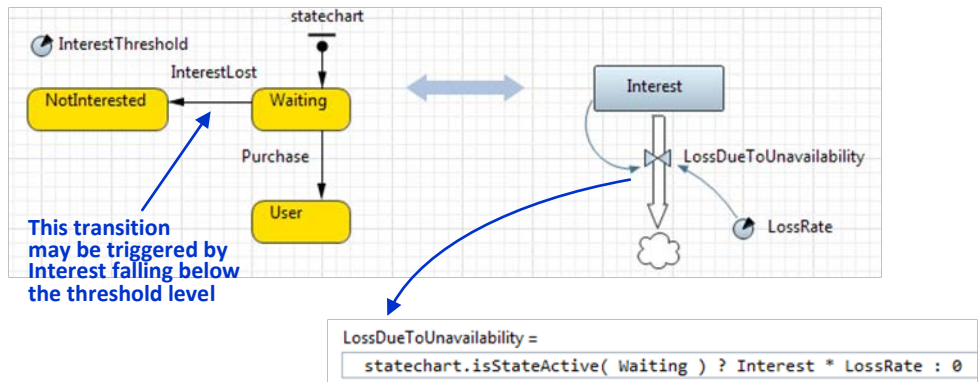 statechart
InterestThreshold
InterestLost
NotInterested
Waiting
Purchase
User
This transition
may be triggered by
Interest falling below
the threshold level
Interest
LossDueToUnavailability
LossRate
LossDueToUnavailability =
statechart.isStateActive( Waiting ) ? Interest * LossRate : 0